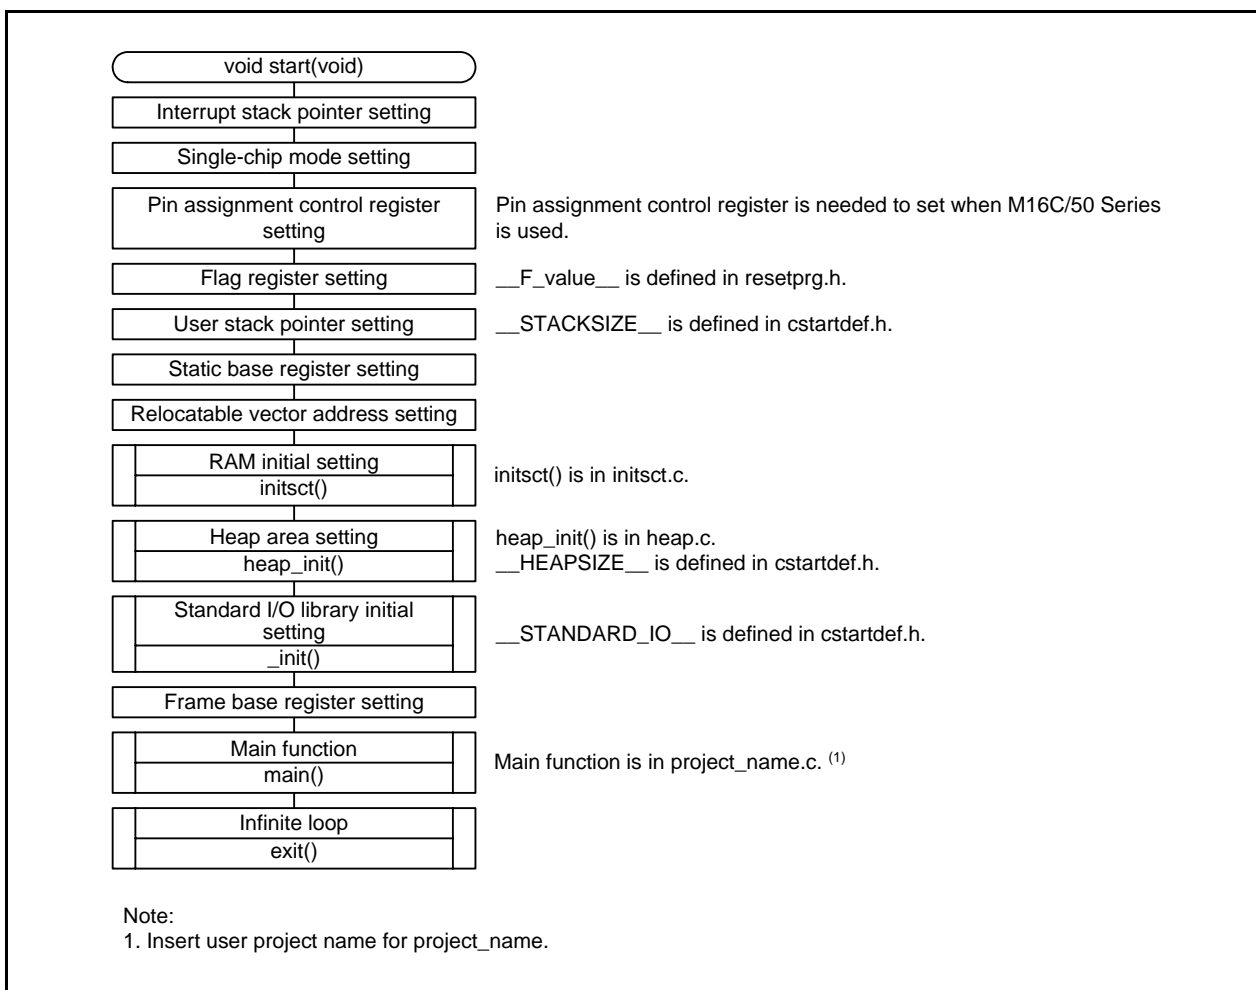 void start(void)
Interrupt stack pointer setting
Single-chip mode setting
Pin assignment control register
setting
Pin assignment control register is needed to set when M16C/50 Series
is used.
Flag register setting
__F_value__ is defined in resetprg.h.
User stack pointer setting
__STACKSIZE__ is defined in cstartdef.h.
Static base register setting
Relocatable vector address setting
RAM initial setting
initsct()
initsct() is in initsct.c.
Heap area setting
heap_init()
heap_init() is in heap.c.
__HEAPSIZE__ is defined in cstartdef.h.
Standard I/O library initial
setting
_init()
__STANDARD_IO__ is defined in cstartdef.h.
Frame base register setting
Main function
main()
Main function is in project_name.c. (1)
Infinite loop
exit()
Note:
1. Insert user project name for project_name.